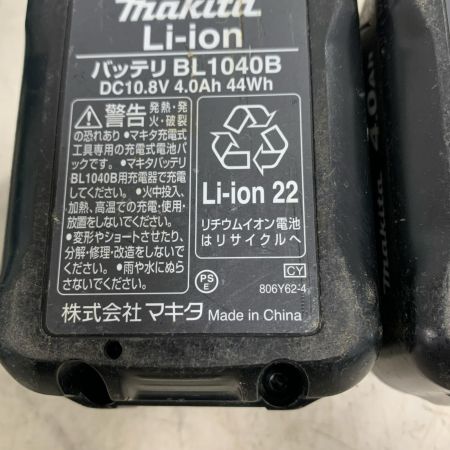 makita
Li-ion
バッテリ BL1040B
DC10.8V 4.0Ah 44Wh
警告 発熱・発
火・破裂
の恐れあり ●マキタ充電式
工具専用の充電式電池パ
ックです。●マキタバッテリ
BL1040B用充電器で充電
してください。●火中投入、
加熱、高温での充電・使用・
放置をしないでください。
●変形やショートさせたり、
分解・修理・改造をしないで
ください。●雨や水にぬら
さないでください。
Li-ion 22
リチウムイオン電池
はリサイクルへ
PS
E
CY
806Y62-4
株式会社 マキタ Made in China
makita 4.0Ah